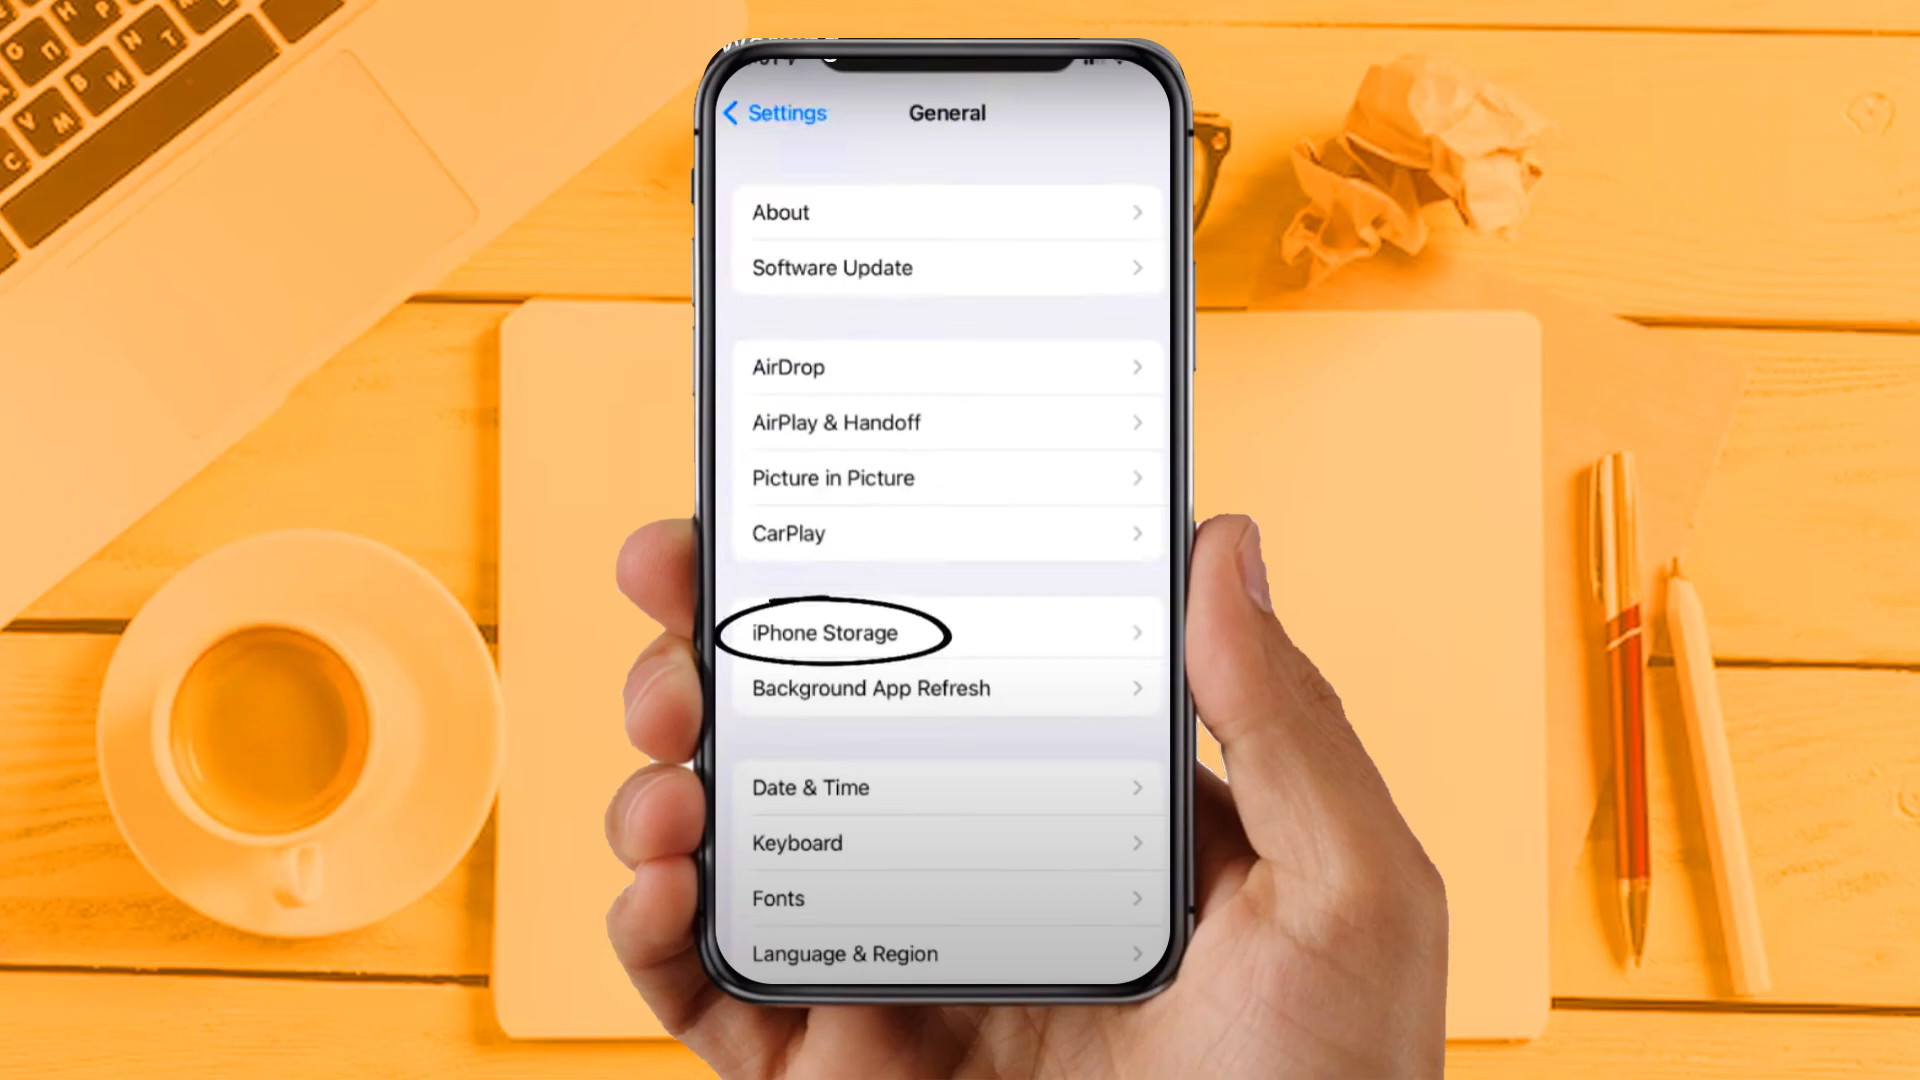 Settings
General
About
Software Update
AirDrop
AirPlay & Handoff
Picture in Picture
CarPlay
iPhone Storage
Background App Refresh
Date & Time
Keyboard
Fonts
Language & Region